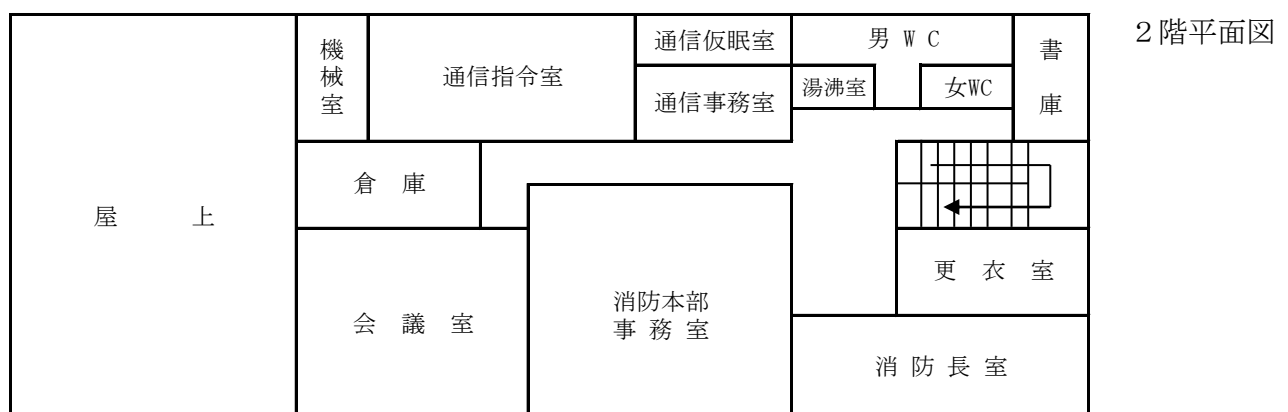 ２階平面図
機械室
通信指令室
通信仮眠室
男 W C
書庫
通信事務室
湯沸室
女WC
倉 庫
屋 上
更 衣 室
会 議 室
消防本部
事 務 室
消 防 長 室